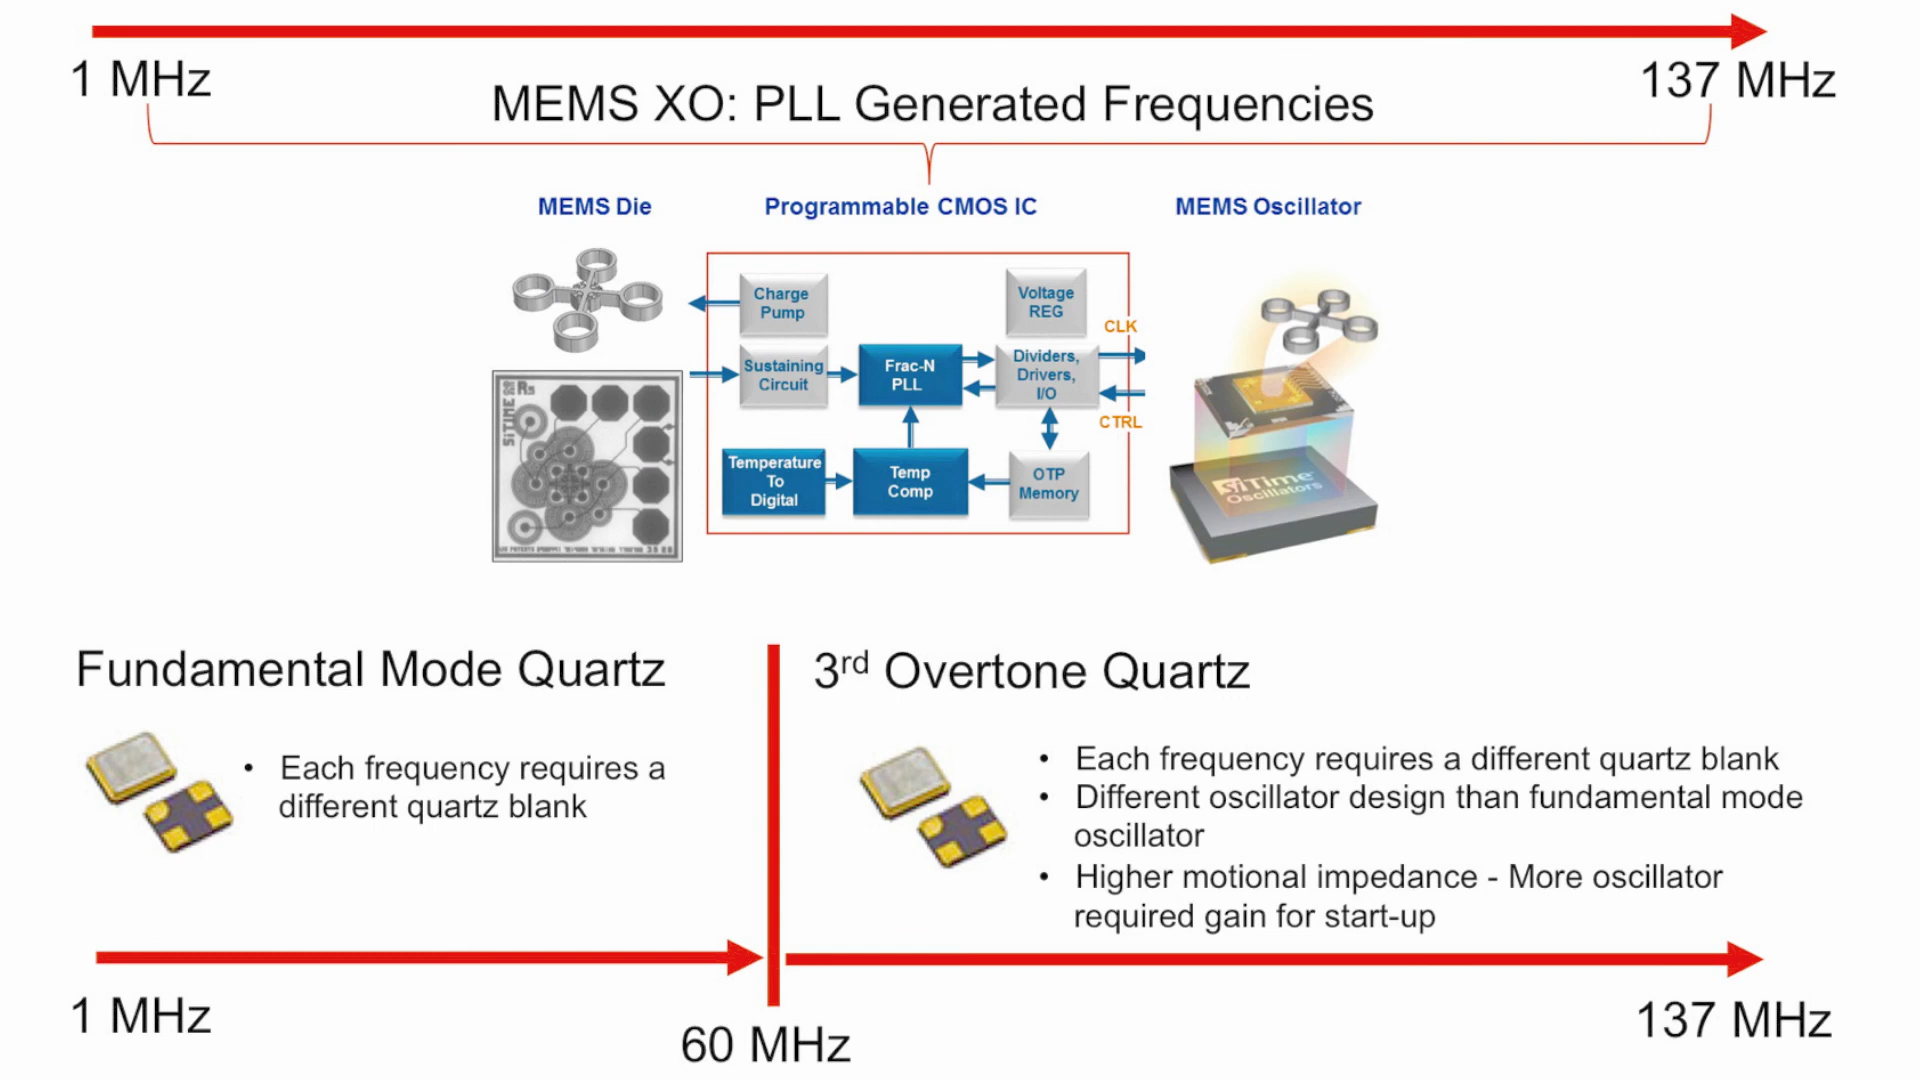 1 MHz
137 MHz
MEMS XO: PLL Generated Frequencies
MEMS Die
Programmable CMOS IC
MEMS Oscillator
Charge
Pump
Voltage
REG
CLK
Sustaining
Circuit
Frac-N
PLL
Dividers,
Drivers,
I/O
CTRL
Temperature
To
Digital
Temp
Comp
OTP
Memory
SiTIME
SiTime
Oscillators
Fundamental Mode Quartz
• Each frequency requires a
different quartz blank
3rd Overtone Quartz
• Each frequency requires a different quartz blank
• Different oscillator design than fundamental mode
oscillator
• Higher motional impedance - More oscillator
required gain for start-up
1 MHz
60 MHz
137 MHz